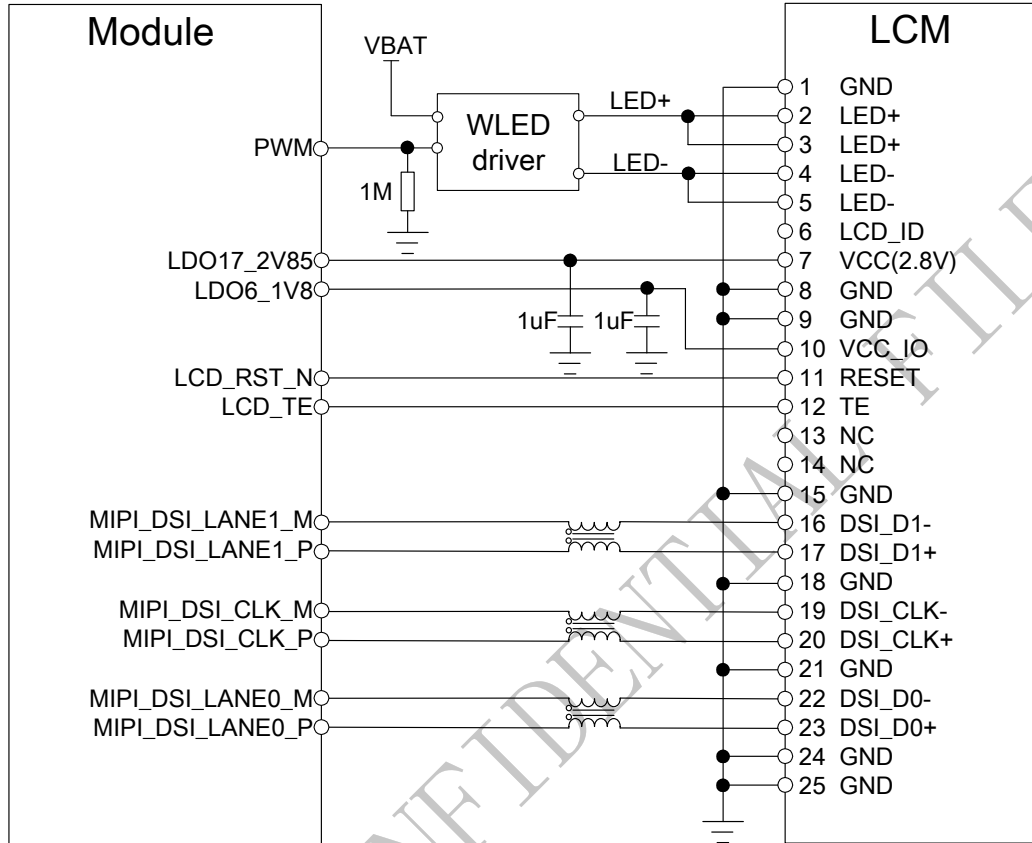 Module
LCM
VBAT
WLED
driver
PWM
1M
LED+
LED-
LDO17_2V85
LDO6_1V8
1uF
1uF
LCD_RST_N
LCD_TE
MIPI_DSI_LANE1_M
MIPI_DSI_LANE1_P
MIPI_DSI_CLK_M
MIPI_DSI_CLK_P
MIPI_DSI_LANE0_M
MIPI_DSI_LANE0_P
1 GND
2 LED+
3 LED+
4 LED-
5 LED-
6 LCD_ID
7 VCC(2.8V)
8 GND
9 GND
10 VCC_IO
11 RESET
12 TE
13 NC
14 NC
15 GND
16 DSI_D1-
17 DSI_D1+
18 GND
19 DSI_CLK-
20 DSI_CLK+
21 GND
22 DSI_D0-
23 DSI_D0+
24 GND
25 GND